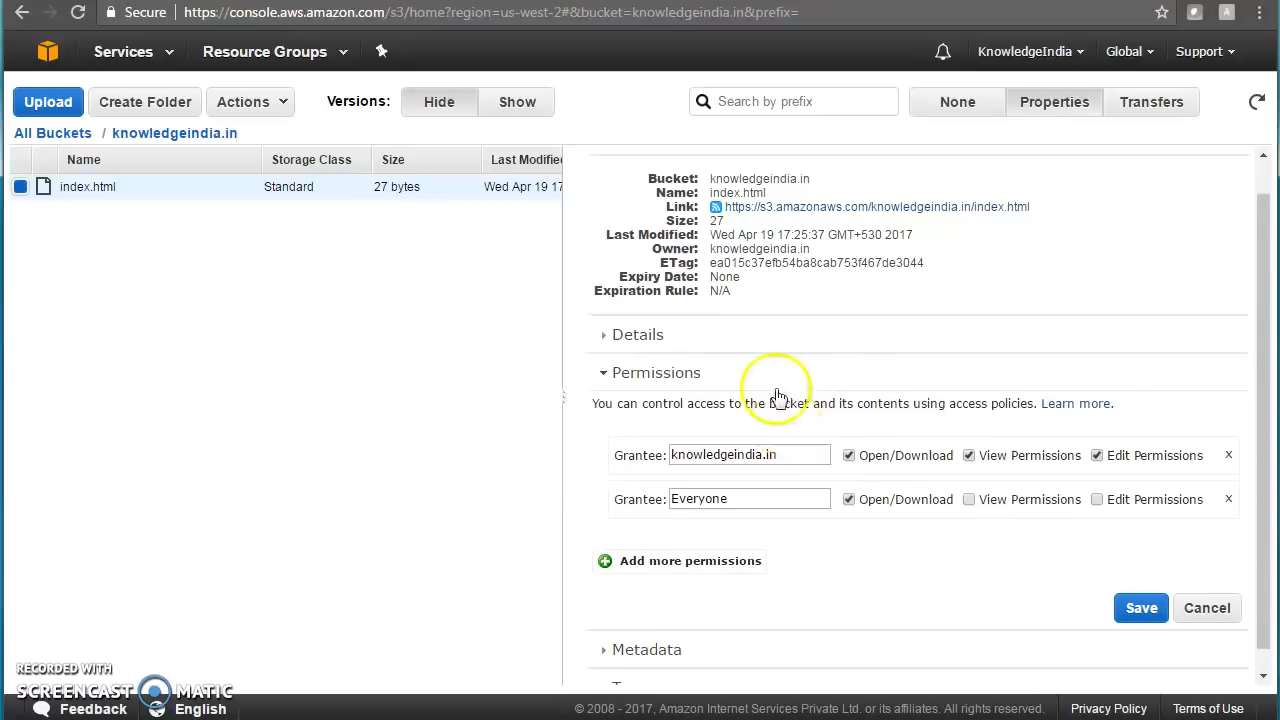 Secure https://console.aws.amazon.com/s3/home?region=us-west-2#&bucket=knowledgeindia.in&prefix=
Services Resource Groups KnowledgeIndia Global Support
Upload Create Folder Actions Versions: Hide Show Search by prefix None Properties Transfers
All Buckets / knowledgeindia.in
Name Storage Class Size Last Modifie
index.html Standard 27 bytes Wed Apr 19 17
Bucket: knowledgeindia.in
Name: index.html
Link: https://s3.amazonaws.com/knowledgeindia.in/index.html
Size: 27
Last Modified: Wed Apr 19 17:25:37 GMT+530 2017
Owner: knowledgeindia.in
ETag: ea015c37efb54ba8cab753f467de3044
Expiry Date: None
Expiration Rule: N/A
Details
Permissions
You can control access to the bucket and its contents using access policies. Learn more.
Grantee: knowledgeindia.in Open/Download View Permissions Edit Permissions x
Grantee: Everyone Open/Download View Permissions Edit Permissions x
Add more permissions
Save Cancel
Metadata
RECORDED WITH
SCREENCAST MATIC
Feedback English © 2008 - 2017, Amazon Internet Services Private Ltd. or its affiliates. All rights reserved. Privacy Policy Terms of Use